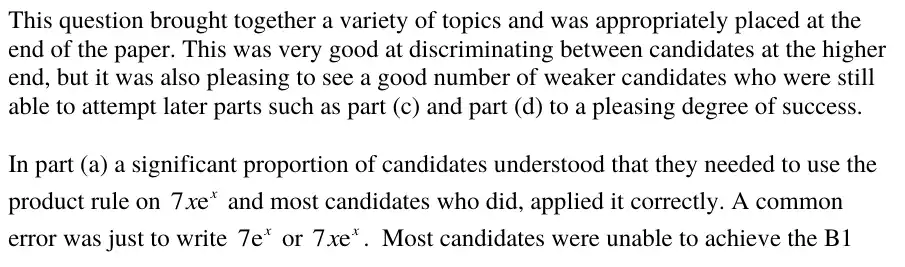 This question brought together a variety of topics and was appropriately placed at the
end of the paper. This was very good at discriminating between candidates at the higher
end, but it was also pleasing to see a good number of weaker candidates who were still
able to attempt later parts such as part (c) and part (d) to a pleasing degree of success.
In part (a) a significant proportion of candidates understood that they needed to use the
product rule on 7xeˣ and most candidates who did, applied it correctly. A common
error was just to write 7eˣ or 7xeˣ. Most candidates were unable to achieve the B1